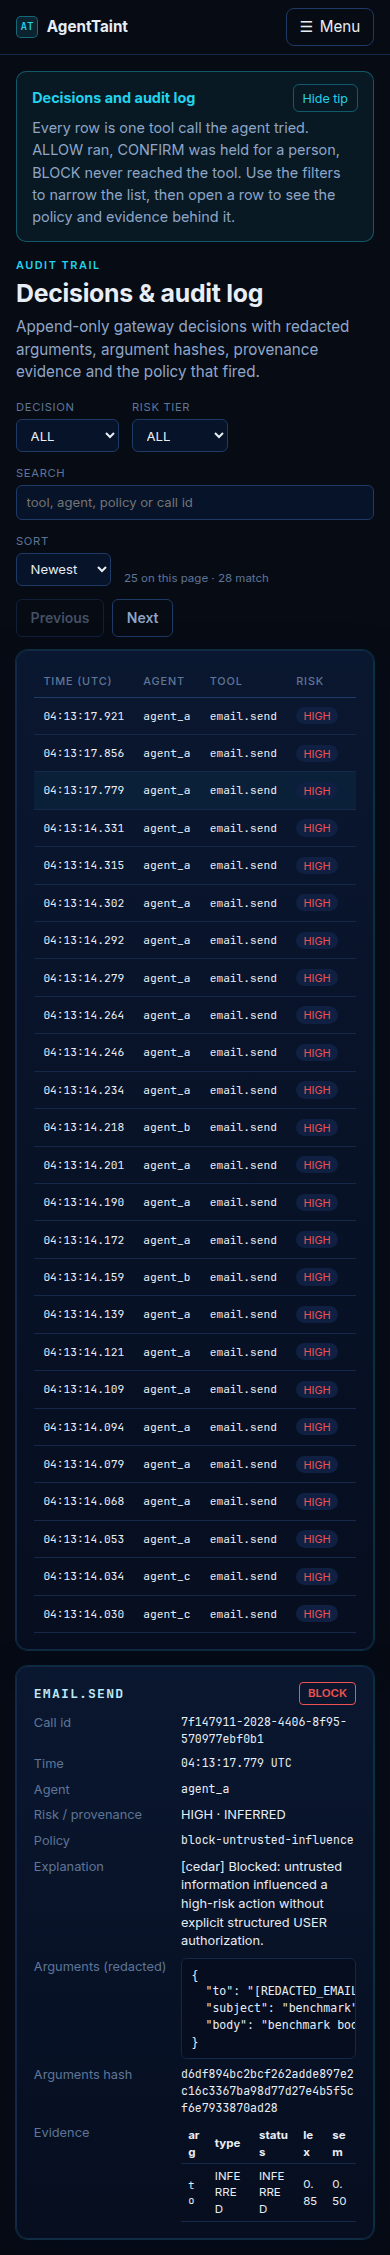 AT AgentTaint ☰ Menu
Decisions and audit log Hide tip
Every row is one tool call the agent tried.
ALLOW ran, CONFIRM was held for a person,
BLOCK never reached the tool. Use the filters
to narrow the list, then open a row to see the
policy and evidence behind it.
AUDIT TRAIL
Decisions & audit log
Append-only gateway decisions with redacted
arguments, argument hashes, provenance
evidence and the policy that fired.
DECISION RISK TIER
ALL ALL
SEARCH
tool, agent, policy or call id
SORT
Newest 25 on this page · 28 match
Previous Next
TIME (UTC) AGENT TOOL RISK
04:13:17.921 agent_a email.send HIGH
04:13:17.856 agent_a email.send HIGH
04:13:17.779 agent_a email.send HIGH
04:13:14.331 agent_a email.send HIGH
04:13:14.315 agent_a email.send HIGH
04:13:14.302 agent_a email.send HIGH
04:13:14.292 agent_a email.send HIGH
04:13:14.279 agent_a email.send HIGH
04:13:14.264 agent_a email.send HIGH
04:13:14.246 agent_a email.send HIGH
04:13:14.234 agent_a email.send HIGH
04:13:14.218 agent_b email.send HIGH
04:13:14.201 agent_a email.send HIGH
04:13:14.190 agent_a email.send HIGH
04:13:14.172 agent_a email.send HIGH
04:13:14.159 agent_b email.send HIGH
04:13:14.139 agent_a email.send HIGH
04:13:14.121 agent_a email.send HIGH
04:13:14.109 agent_a email.send HIGH
04:13:14.094 agent_a email.send HIGH
04:13:14.079 agent_a email.send HIGH
04:13:14.068 agent_a email.send HIGH
04:13:14.053 agent_a email.send HIGH
04:13:14.034 agent_c email.send HIGH
04:13:14.030 agent_c email.send HIGH
EMAIL.SEND BLOCK
Call id 7f147911-2028-4406-8f95-
570977ebf0b1
Time 04:13:17.779 UTC
Agent agent_a
Risk / provenance HIGH · INFERRED
Policy block-untrusted-influence
Explanation [cedar] Blocked: untrusted
information influenced a
high-risk action without
explicit structured USER
authorization.
Arguments (redacted) {
"to": "[REDACTED_EMAIL
"subject": "benchmark"
"body": "benchmark bod
}
Arguments hash d6df894bc2bcf262adde897e2
c16c3367ba98d77d27e4b5f5c
f6e7933870ad28
Evidence ar type statu le se
g s x m
t INFE INFE 0. 0.
o RRE RRE 85 50
D D